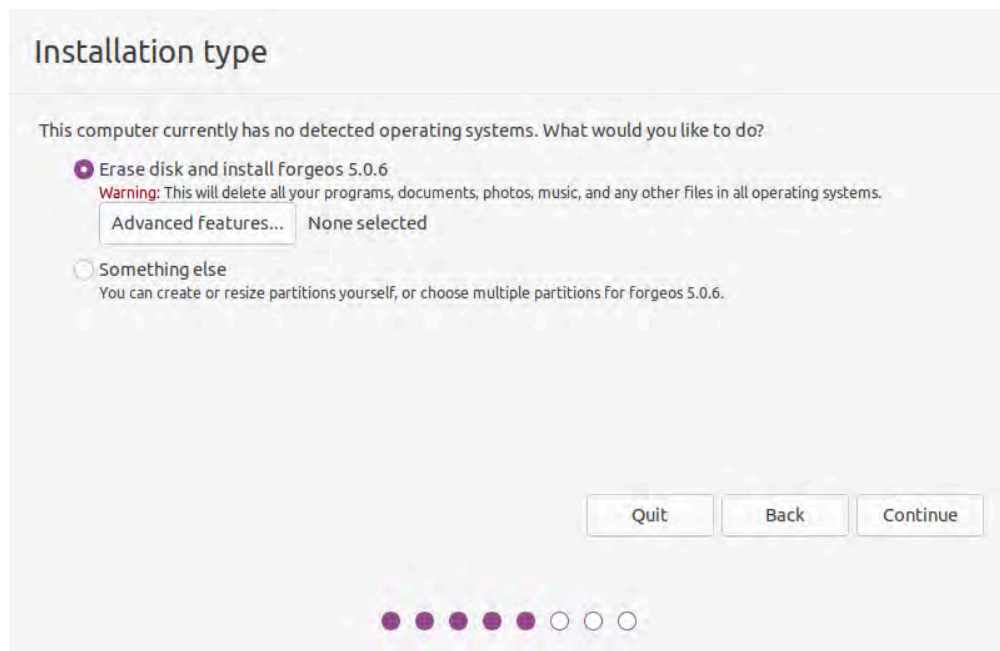 Installation type
This computer currently has no detected operating systems. What would you like to do?
Erase disk and install forgeos 5.0.6
Warning: This will delete all your programs, documents, photos, music, and any other files in all operating systems.
Advanced features... None selected
Something else
You can create or resize partitions yourself, or choose multiple partitions for forgeos 5.0.6.
Quit Back Continue